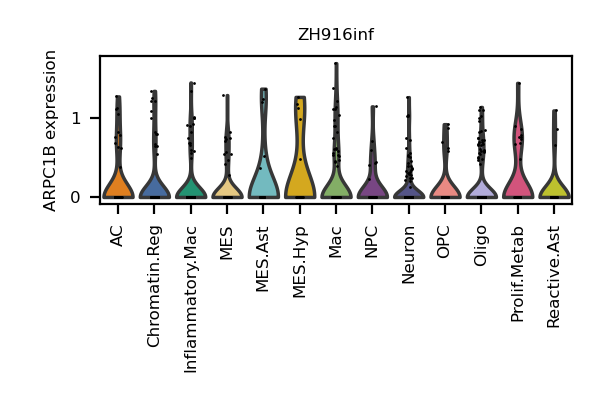 ZH916inf
ARPC1B expression
1
0
AC
Chromatin.Reg
Inflammatory.Mac
MES
MES.Ast
MES.Hyp
Mac
NPC
Neuron
OPC
Oligo
Prolif.Metab
Reactive.Ast